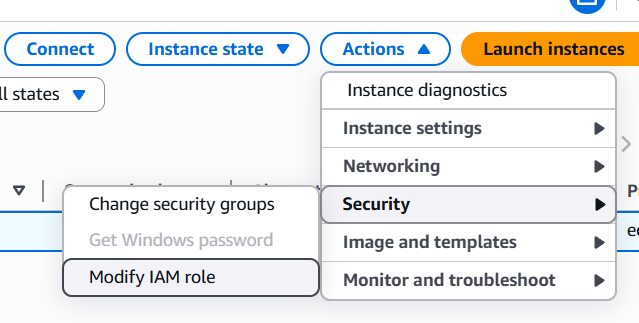 Connect
Instance state
Actions
Launch instances
ll states
Instance diagnostics
Instance settings
Networking
Security
Image and templates
Monitor and troubleshoot
Change security groups
Get Windows password
Modify IAM role